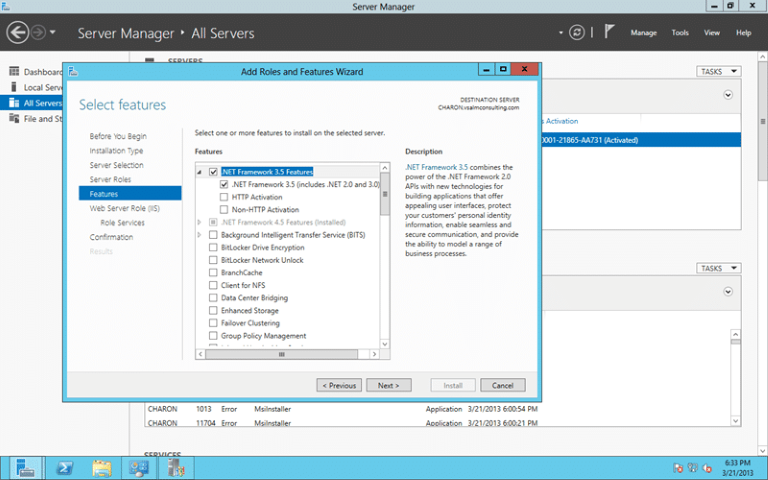 Server Manager
Server Manager • All Servers
Manage Tools View Help
Dashboard
Local Serve
All Servers
File and St
SERVERS
TASKS
Activation
0001-21865-AA731 (Activated)
Add Roles and Features Wizard
Select features
DESTINATION SERVER
CHARON.vsaimconsulting.com
Before You Begin
Installation Type
Server Selection
Server Roles
Features
Web Server Role (IIS)
Role Services
Confirmation
Results
Select one or more features to install on the selected server.
Features
.NET Framework 3.5 Features
.NET Framework 3.5 (includes .NET 2.0 and 3.0)
HTTP Activation
Non-HTTP Activation
.NET Framework 4.5 Features (Installed)
Background Intelligent Transfer Service (BITS)
BitLocker Drive Encryption
BitLocker Network Unlock
BranchCache
Client for NFS
Data Center Bridging
Enhanced Storage
Failover Clustering
Group Policy Management
Description
.NET Framework 3.5 combines the
power of the .NET Framework 2.0
APIs with new technologies for
building applications that offer
appealing user interfaces, protect
your customers' personal identity
information, enable seamless and
secure communication, and provide
the ability to model a range of
business processes.
< Previous Next > Install Cancel
TASKS
CHARON 1013 Error MsiInstaller Application 3/21/2013 6:00:54 PM
CHARON 11704 Error MsiInstaller Application 3/21/2013 6:00:21 PM
SERVICES
6:33 PM
3/21/2013